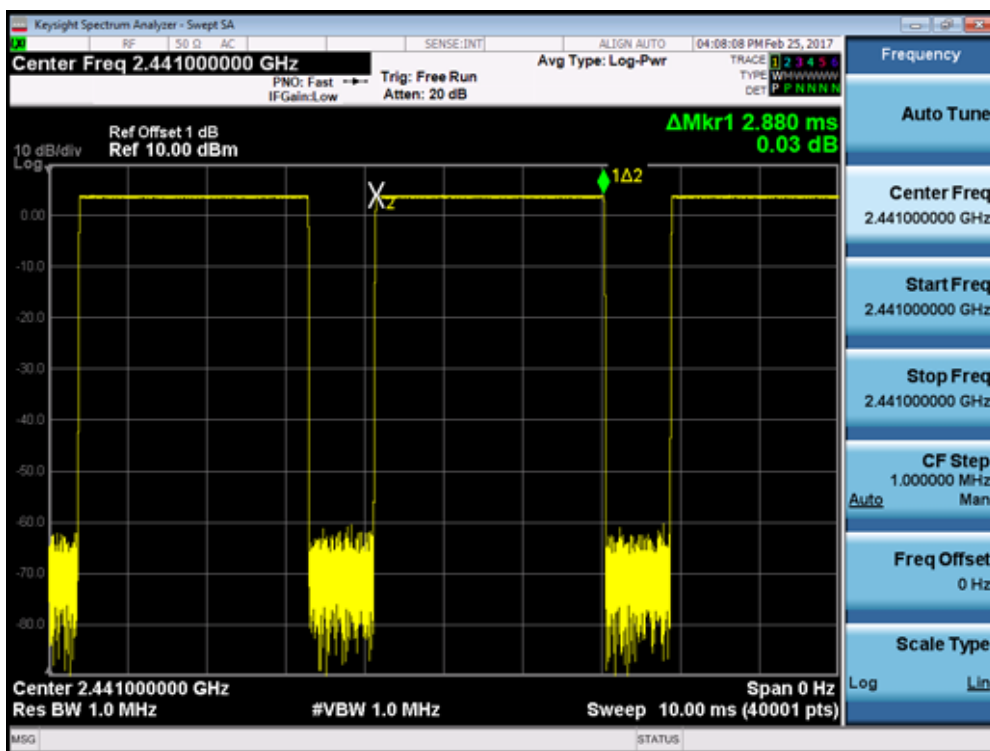 Keysight Spectrum Analyzer - Swept SA
RF 50 Ω AC SENSE:INT ALIGN AUTO 04:08:08 PM Feb 25, 2017
Center Freq 2.441000000 GHz
PNO: Fast
IFGain:Low
Trig: Free Run
Atten: 20 dB
Avg Type: Log-Pwr
TRACE 1 2 3 4 5 6
TYPE W
DET P P N N N N
Frequency
ΔMkr1 2.880 ms
0.03 dB
Ref Offset 1 dB
10 dB/div Ref 10.00 dBm
Log
1Δ2
X2
0.00
-10.0
-20.0
-30.0
-40.0
-50.0
-60.0
-70.0
-80.0
Center 2.441000000 GHz Span 0 Hz
Res BW 1.0 MHz #VBW 1.0 MHz Sweep 10.00 ms (40001 pts)
MSG STATUS
Auto Tune
Center Freq
2.441000000 GHz
Start Freq
2.441000000 GHz
Stop Freq
2.441000000 GHz
CF Step
1.000000 MHz
Auto Man
Freq Offset
0 Hz
Scale Type
Log Lin